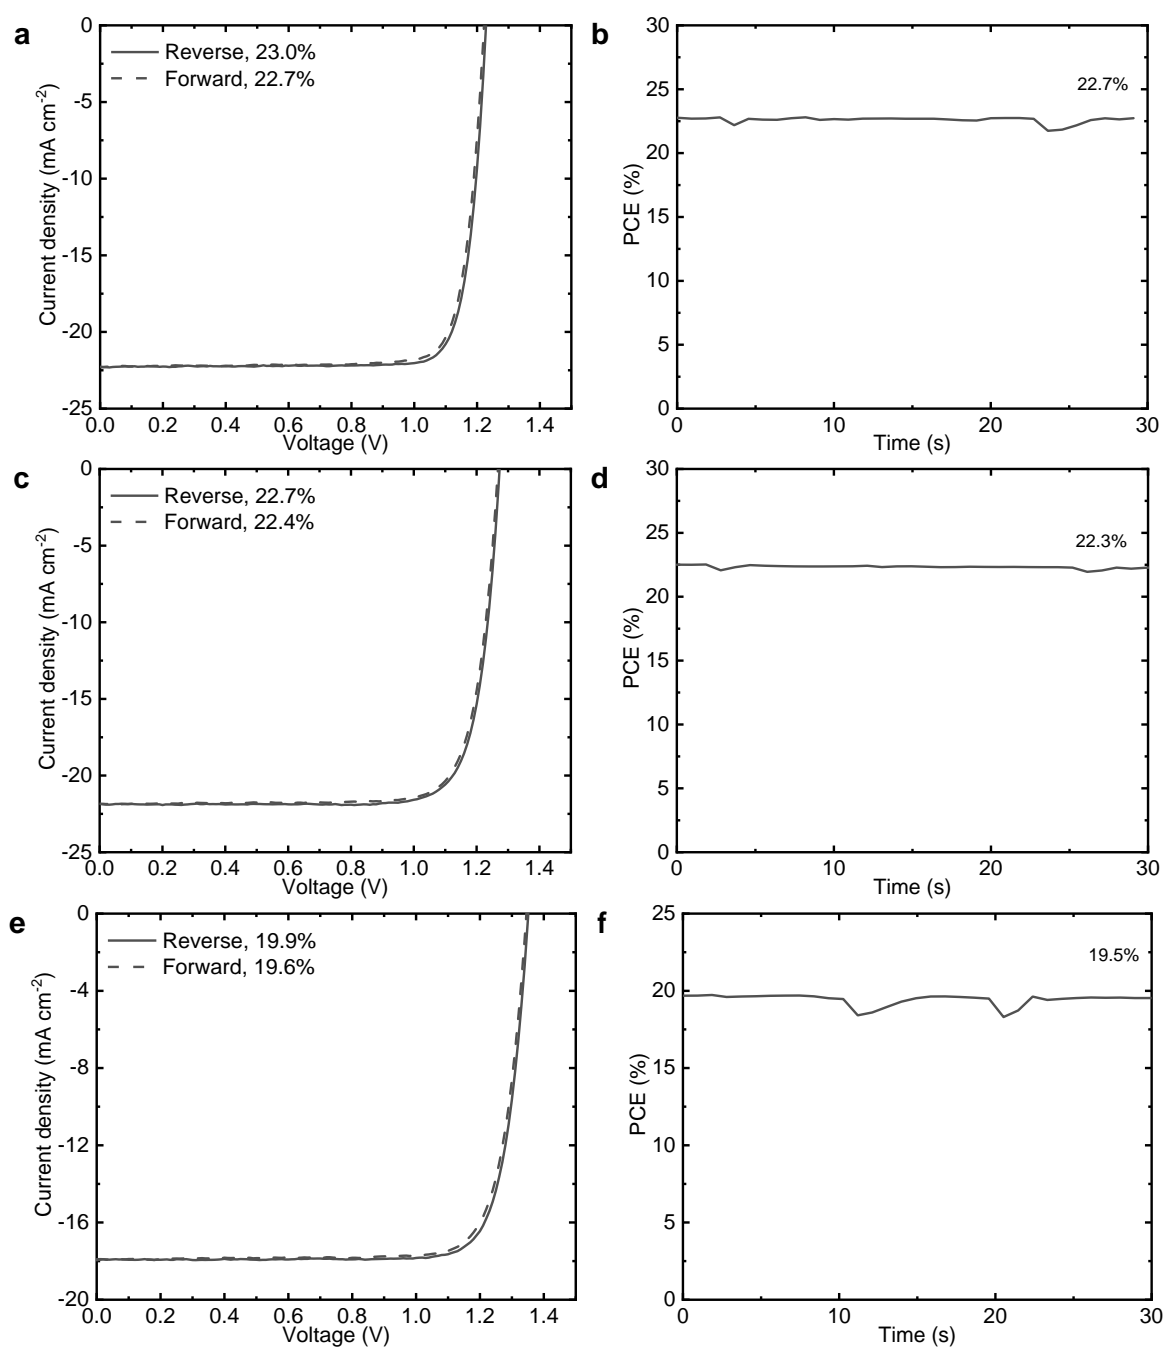 a
Reverse, 23.0%
Forward, 22.7%
0
-5
-10
-15
-20
-25
Current density (mA cm-2)
0.0 0.2 0.4 0.6 0.8 1.0 1.2 1.4
Voltage (V)
b
22.7%
30
25
20
15
10
5
0
PCE (%)
0 10 20 30
Time (s)
c
Reverse, 22.7%
Forward, 22.4%
0
-5
-10
-15
-20
-25
Current density (mA cm-2)
0.0 0.2 0.4 0.6 0.8 1.0 1.2 1.4
Voltage (V)
d
22.3%
30
25
20
15
10
5
0
PCE (%)
0 10 20 30
Time (s)
e
Reverse, 19.9%
Forward, 19.6%
0
-4
-8
-12
-16
-20
Current density (mA cm-2)
0.0 0.2 0.4 0.6 0.8 1.0 1.2 1.4
Voltage (V)
f
19.5%
25
20
15
10
5
0
PCE (%)
0 10 20 30
Time (s)